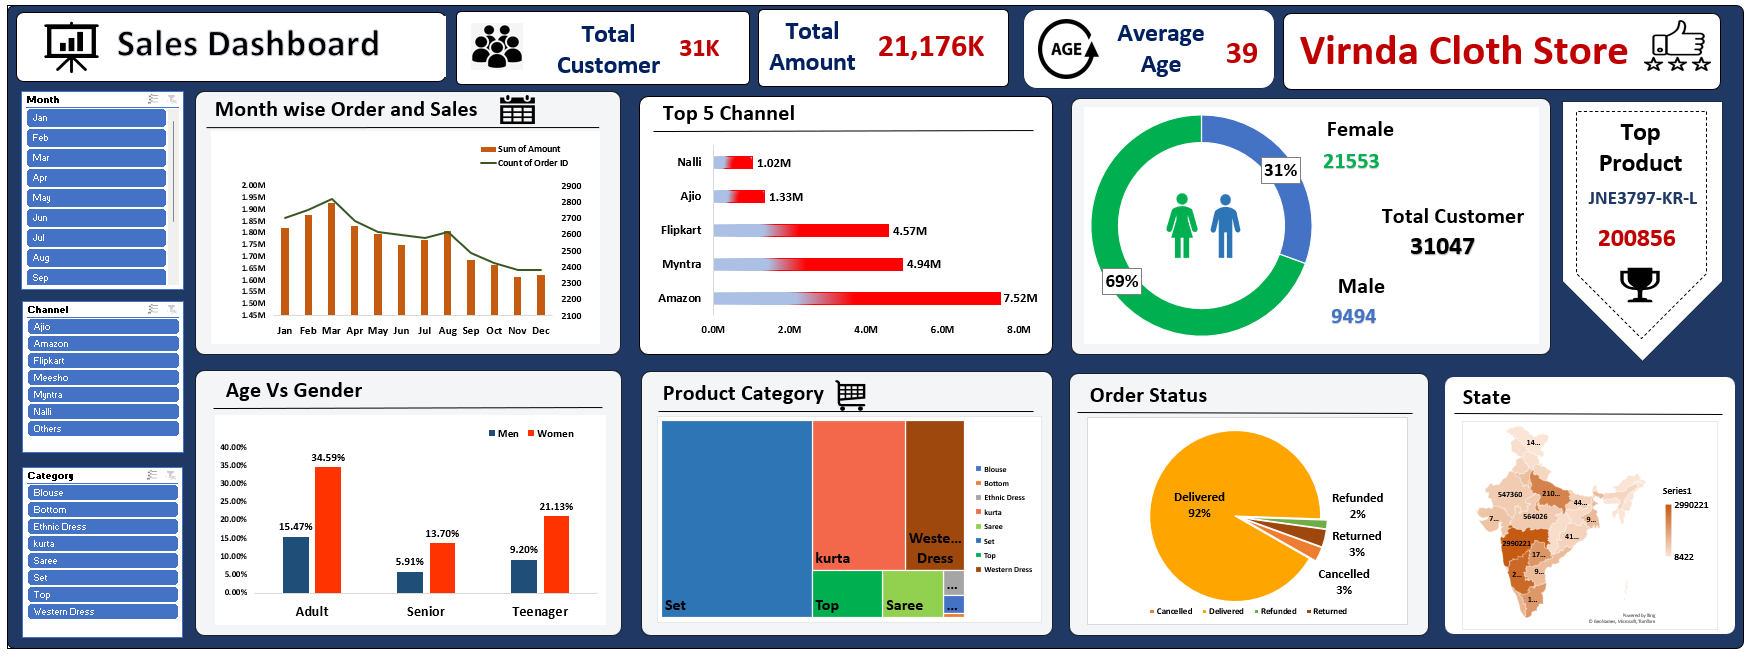 Sales Dashboard
Total
Customer
31K
Total
Amount
21,176K
AGE
Average
Age
39
Virnda Cloth Store
Month
Jan
Feb
Mar
Apr
May
Jun
Jul
Aug
Sep
Channel
Ajio
Amazon
Flipkart
Meesho
Myntra
Nalli
Others
Category
Blouse
Bottom
Ethnic Dress
kurta
Saree
Set
Top
Western Dress
Month wise Order and Sales
Sum of Amount
Count of Order ID
2.00M
1.95M
1.90M
1.85M
1.80M
1.75M
1.70M
1.65M
1.60M
1.55M
1.50M
1.45M
2900
2800
2700
2600
2500
2400
2300
2200
2100
Jan Feb Mar Apr May Jun Jul Aug Sep Oct Nov Dec
Top 5 Channel
Nalli 1.02M
Ajio 1.33M
Flipkart 4.57M
Myntra 4.94M
Amazon 7.52M
0.0M 2.0M 4.0M 6.0M 8.0M
31%
69%
Female
21553
Total Customer
31047
Male
9494
Top
Product
JNE3797-KR-L
200856
Age Vs Gender
Men Women
40.00%
35.00%
30.00%
25.00%
20.00%
15.00%
10.00%
5.00%
0.00%
15.47%
34.59%
5.91%
13.70%
9.20%
21.13%
Adult Senior Teenager
Product Category
Set
kurta
Weste...
Dress
Top
Saree
...
...
Blouse
Bottom
Ethnic Dress
kurta
Saree
Set
Top
Western Dress
Order Status
Delivered
92%
Refunded
2%
Returned
3%
Cancelled
3%
Cancelled Delivered Refunded Returned
State
14...
547360
210...
44...
7...
564026
9...
41...
2990221
17...
2...
9...
1...
Series1
2990221
8422
Powered by Bing
© GeoNames, Microsoft, TomTom